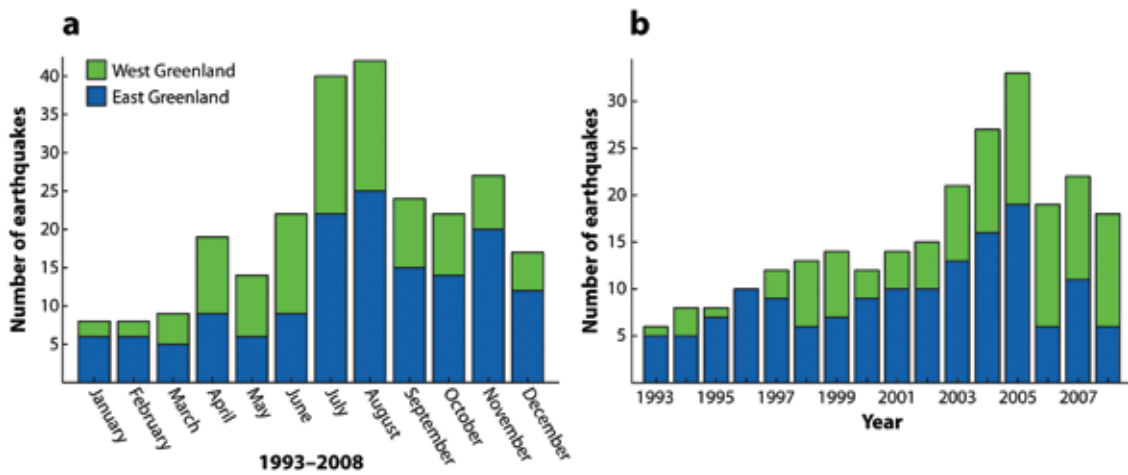 a
West Greenland
East Greenland
Number of earthquakes
40
35
30
25
20
15
10
5
January
February
March
April
May
June
July
August
September
October
November
December
1993–2008
b
Number of earthquakes
30
25
20
15
10
5
1993
1995
1997
1999
2001
2003
2005
2007
Year